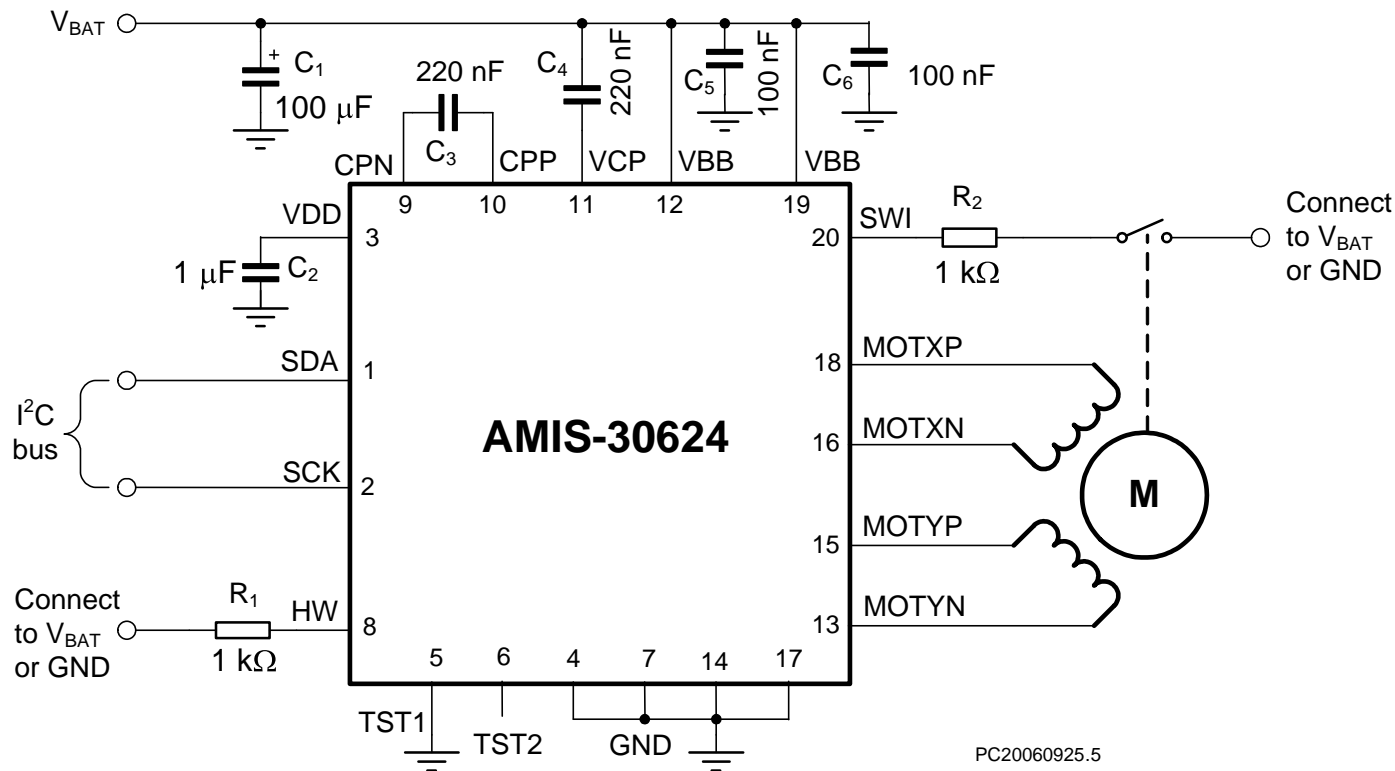 V_BAT
+
C₁
100 μF
220 nF
C₃
C₄
220 nF
C₅
100 nF
C₆
100 nF
CPN
CPP
VCP
VBB
VBB
9
10
11
12
19
VDD
3
1 μF
C₂
SDA
1
I²C
bus
SCK
2
Connect
to V_BAT
or GND
R₁
1 kΩ
HW
8
AMIS-30624
20
SWI
R₂
1 kΩ
Connect
to V_BAT
or GND
18
MOTXP
16
MOTXN
M
15
MOTYP
13
MOTYN
5
6
4
7
14
17
TST1
TST2
GND
PC20060925.5